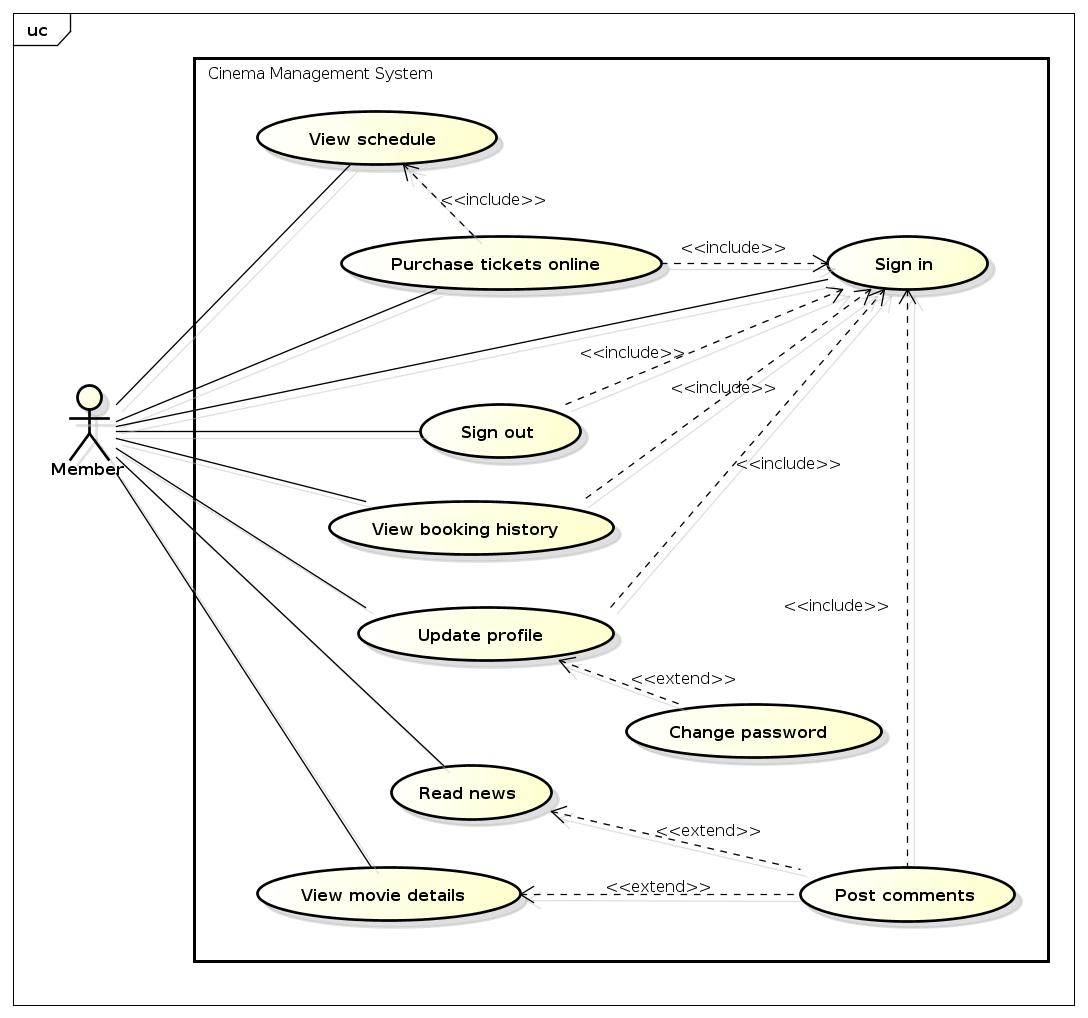 uc
Cinema Management System
View schedule
<<include>>
Purchase tickets online
<<include>>
Sign in
<<include>>
<<include>>
Sign out
<<include>>
Member
View booking history
<<include>>
Update profile
<<extend>>
Change password
Read news
<<extend>>
<<extend>>
View movie details
Post comments